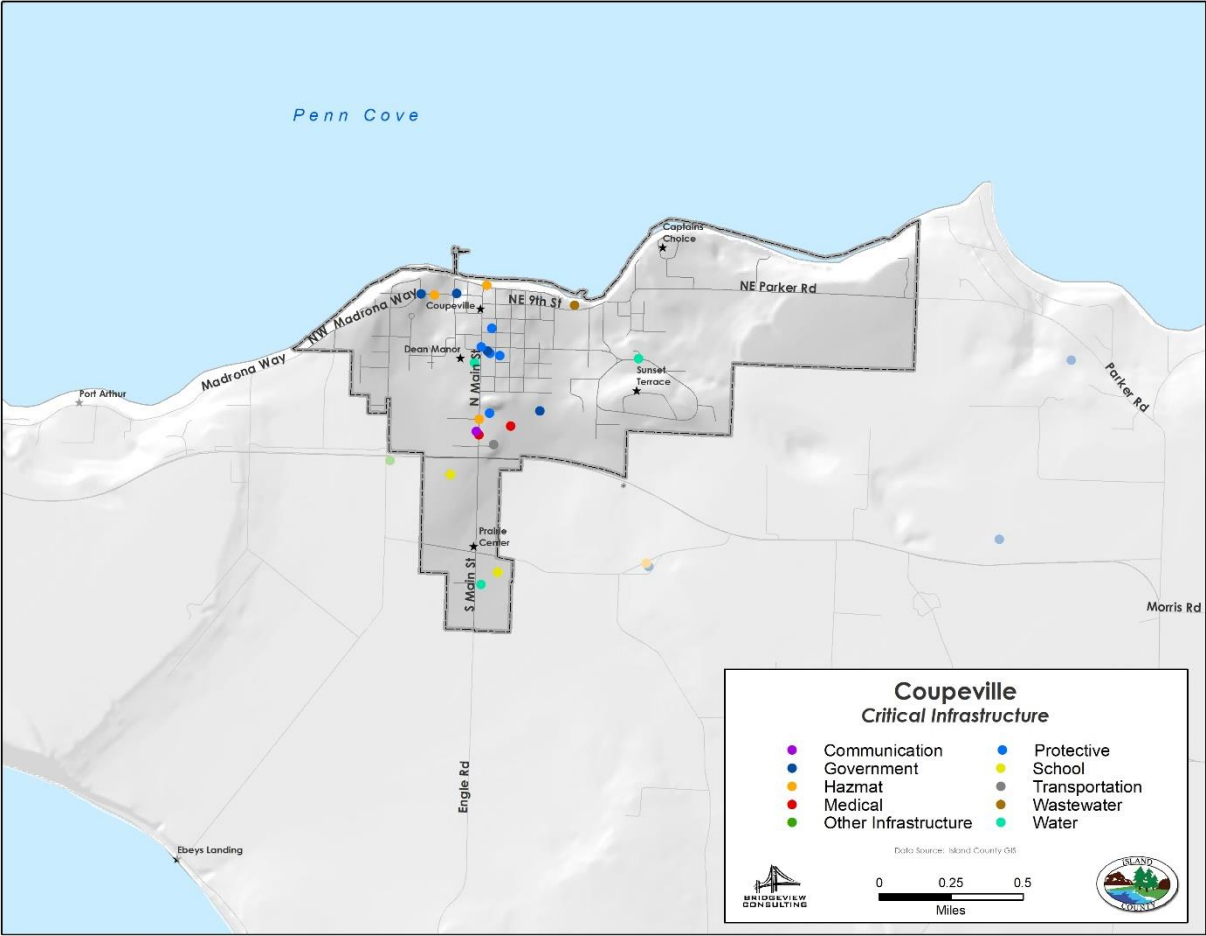 Penn Cove
Captains
Choice
NE Parker Rd
NW Madrona Way
Coupeville
NE 9th St
Dean Manor
N Main St
Sunset
Terrace
Madrona Way
Parker Rd
Port Arthur
Prairie
Center
S Main St
Morris Rd
Engle Rd
Ebeys Landing
Coupeville
Critical Infrastructure
Communication
Government
Hazmat
Medical
Other Infrastructure
Protective
School
Transportation
Wastewater
Water
Data Source: Island County GIS
BRIDGEVIEW
CONSULTING
0 0.25 0.5
Miles
ISLAND
COUNTY